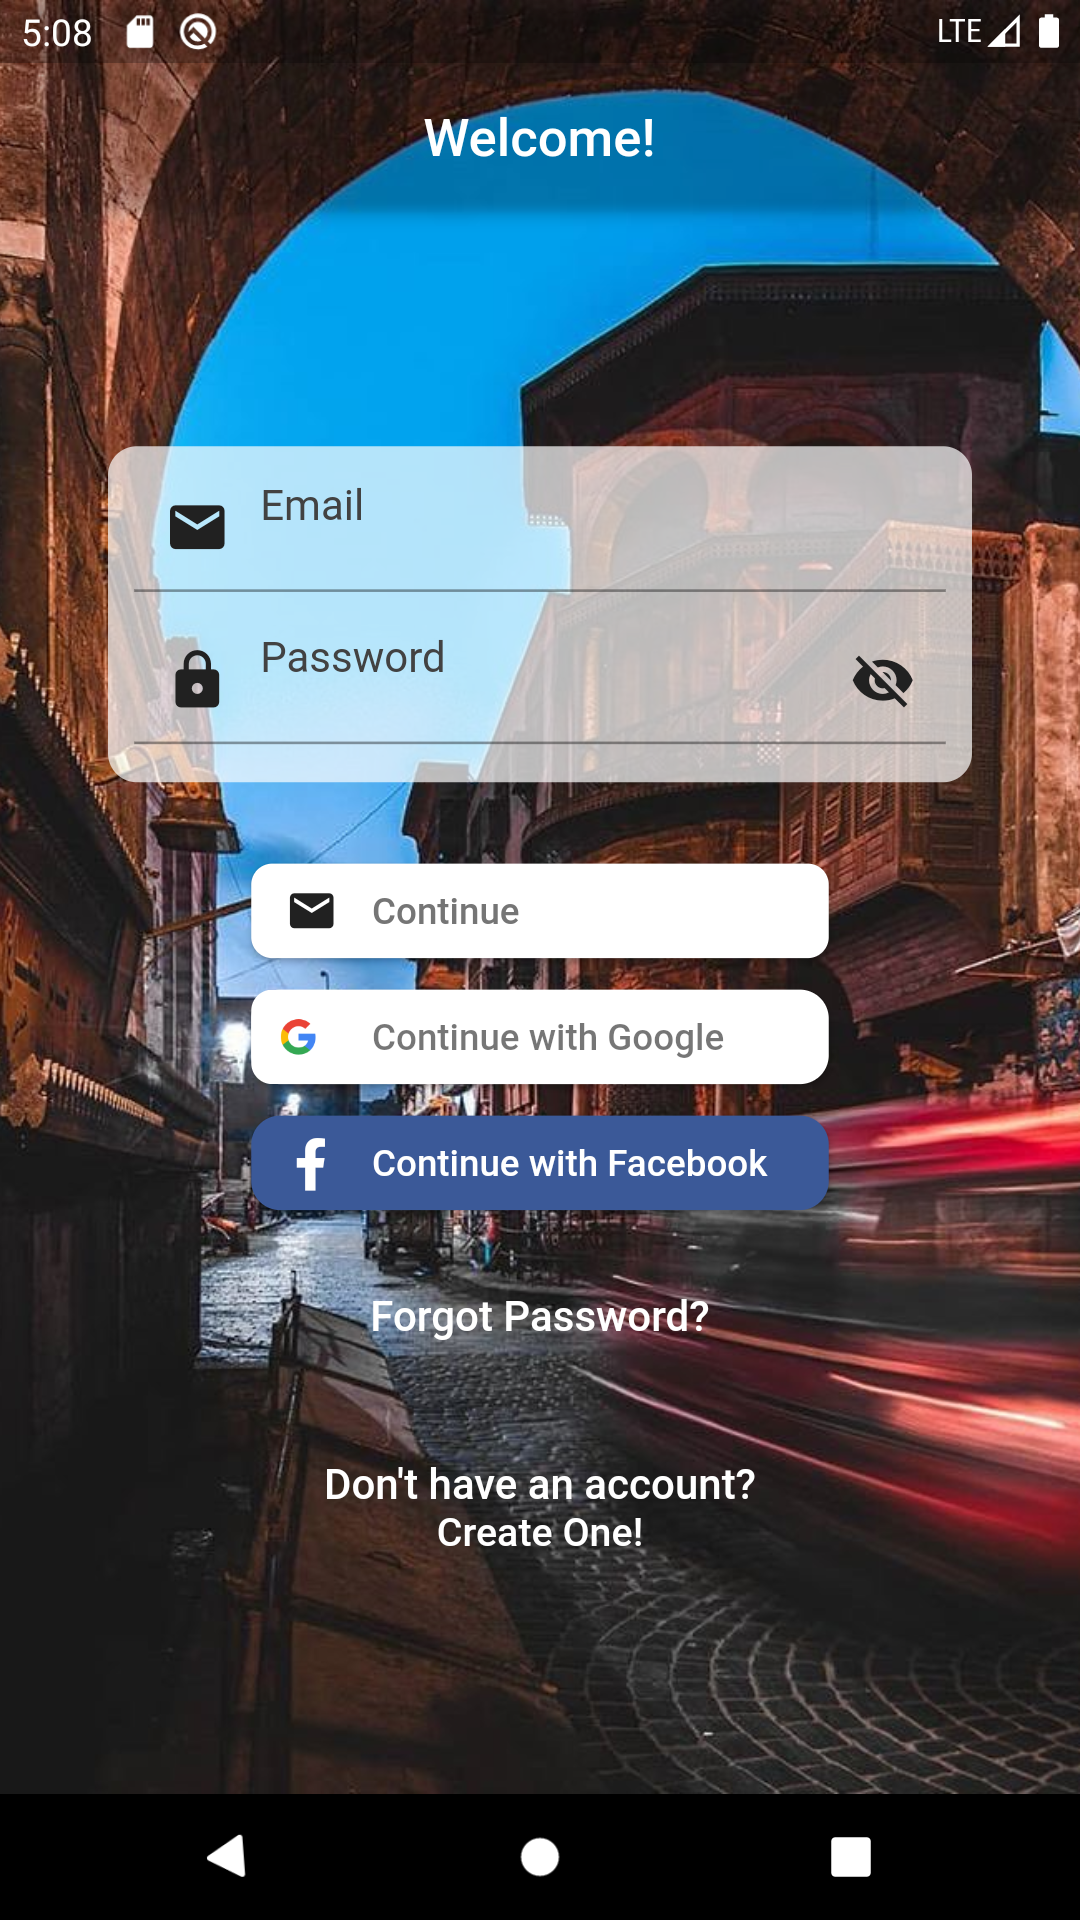 5:08
LTE
Welcome!
Email
Password
Continue
Continue with Google
Continue with Facebook
Forgot Password?
Don't have an account?
Create One!